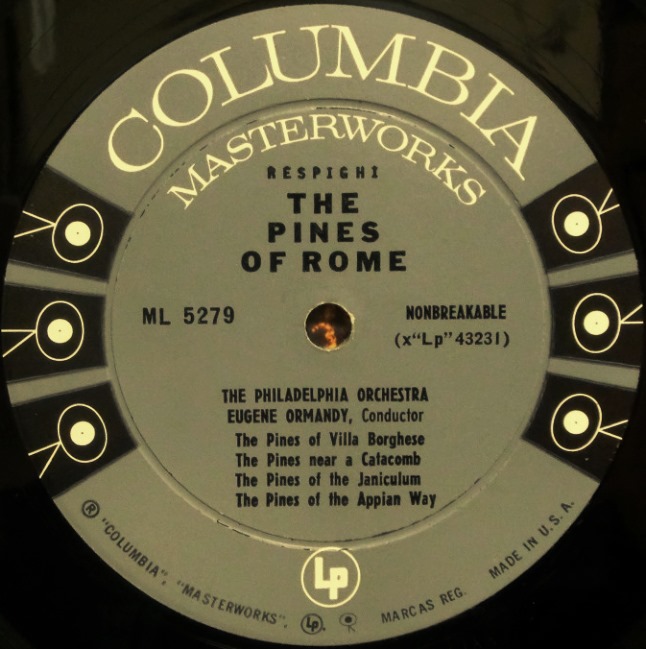 COLUMBIA
MASTERWORKS
RESPIGHI
THE
PINES
OF ROME
ML 5279
NONBREAKABLE
(x“Lp” 43231)
THE PHILADELPHIA ORCHESTRA
EUGENE ORMANDY, Conductor
The Pines of Villa Borghese
The Pines near a Catacomb
The Pines of the Janiculum
The Pines of the Appian Way
Lp
® "COLUMBIA", "MASTERWORKS", Lp. MARCAS REG. MADE IN U. S. A.